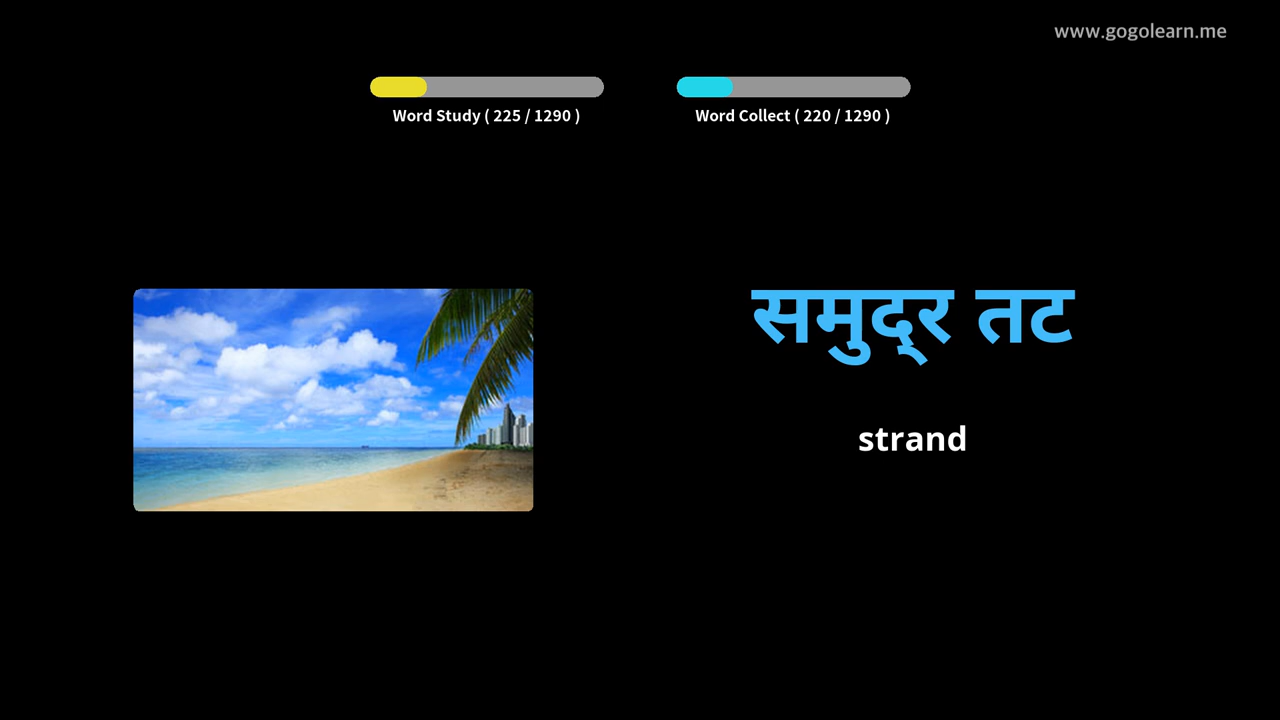 www.gogolearn.me
Word Study ( 225 / 1290 )
Word Collect ( 220 / 1290 )
समुद्‌र तट
strand